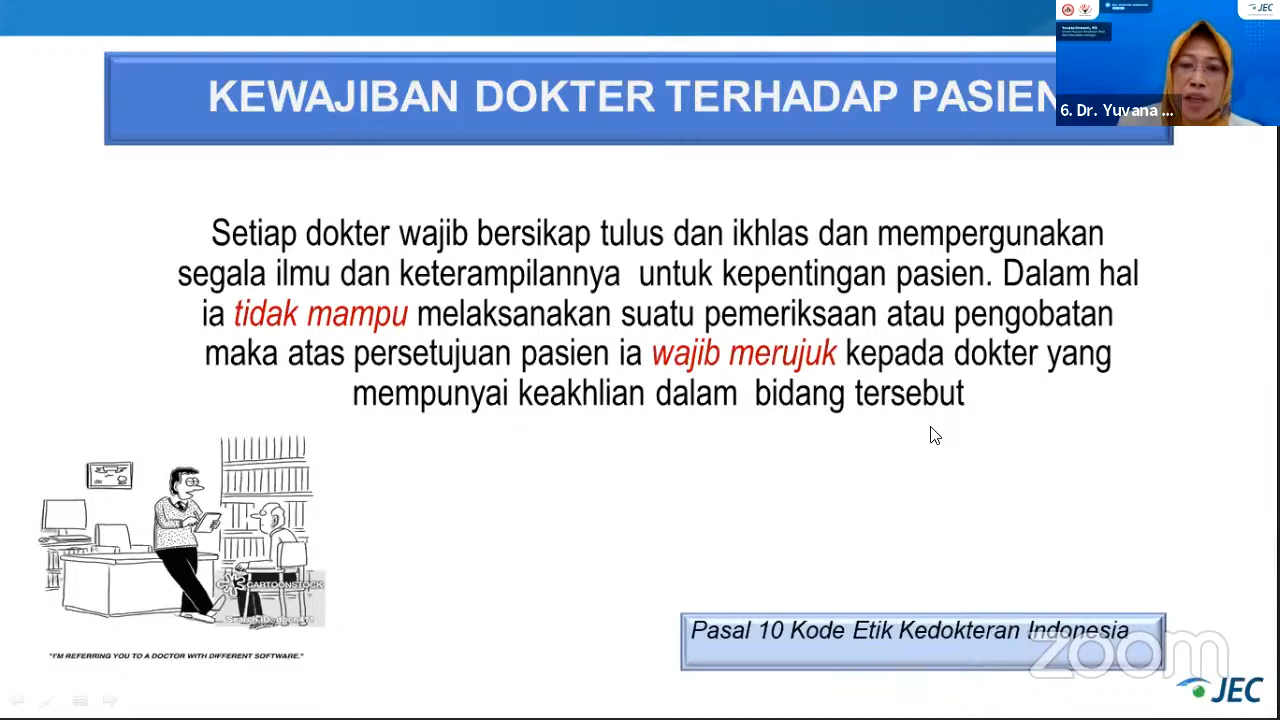 KEWAJIBAN DOKTER TERHADAP PASIEN
JEC
6. Dr. Yuvana ...
Setiap dokter wajib bersikap tulus dan ikhlas dan mempergunakan
segala ilmu dan keterampilannya untuk kepentingan pasien. Dalam hal
ia tidak mampu melaksanakan suatu pemeriksaan atau pengobatan
maka atas persetujuan pasien ia wajib merujuk kepada dokter yang
mempunyai keakhlian dalam bidang tersebut
CARTOONSTOCK
"I'M REFERRING YOU TO A DOCTOR WITH DIFFERENT SOFTWARE."
Pasal 10 Kode Etik Kedokteran Indonesia
zoom
JEC